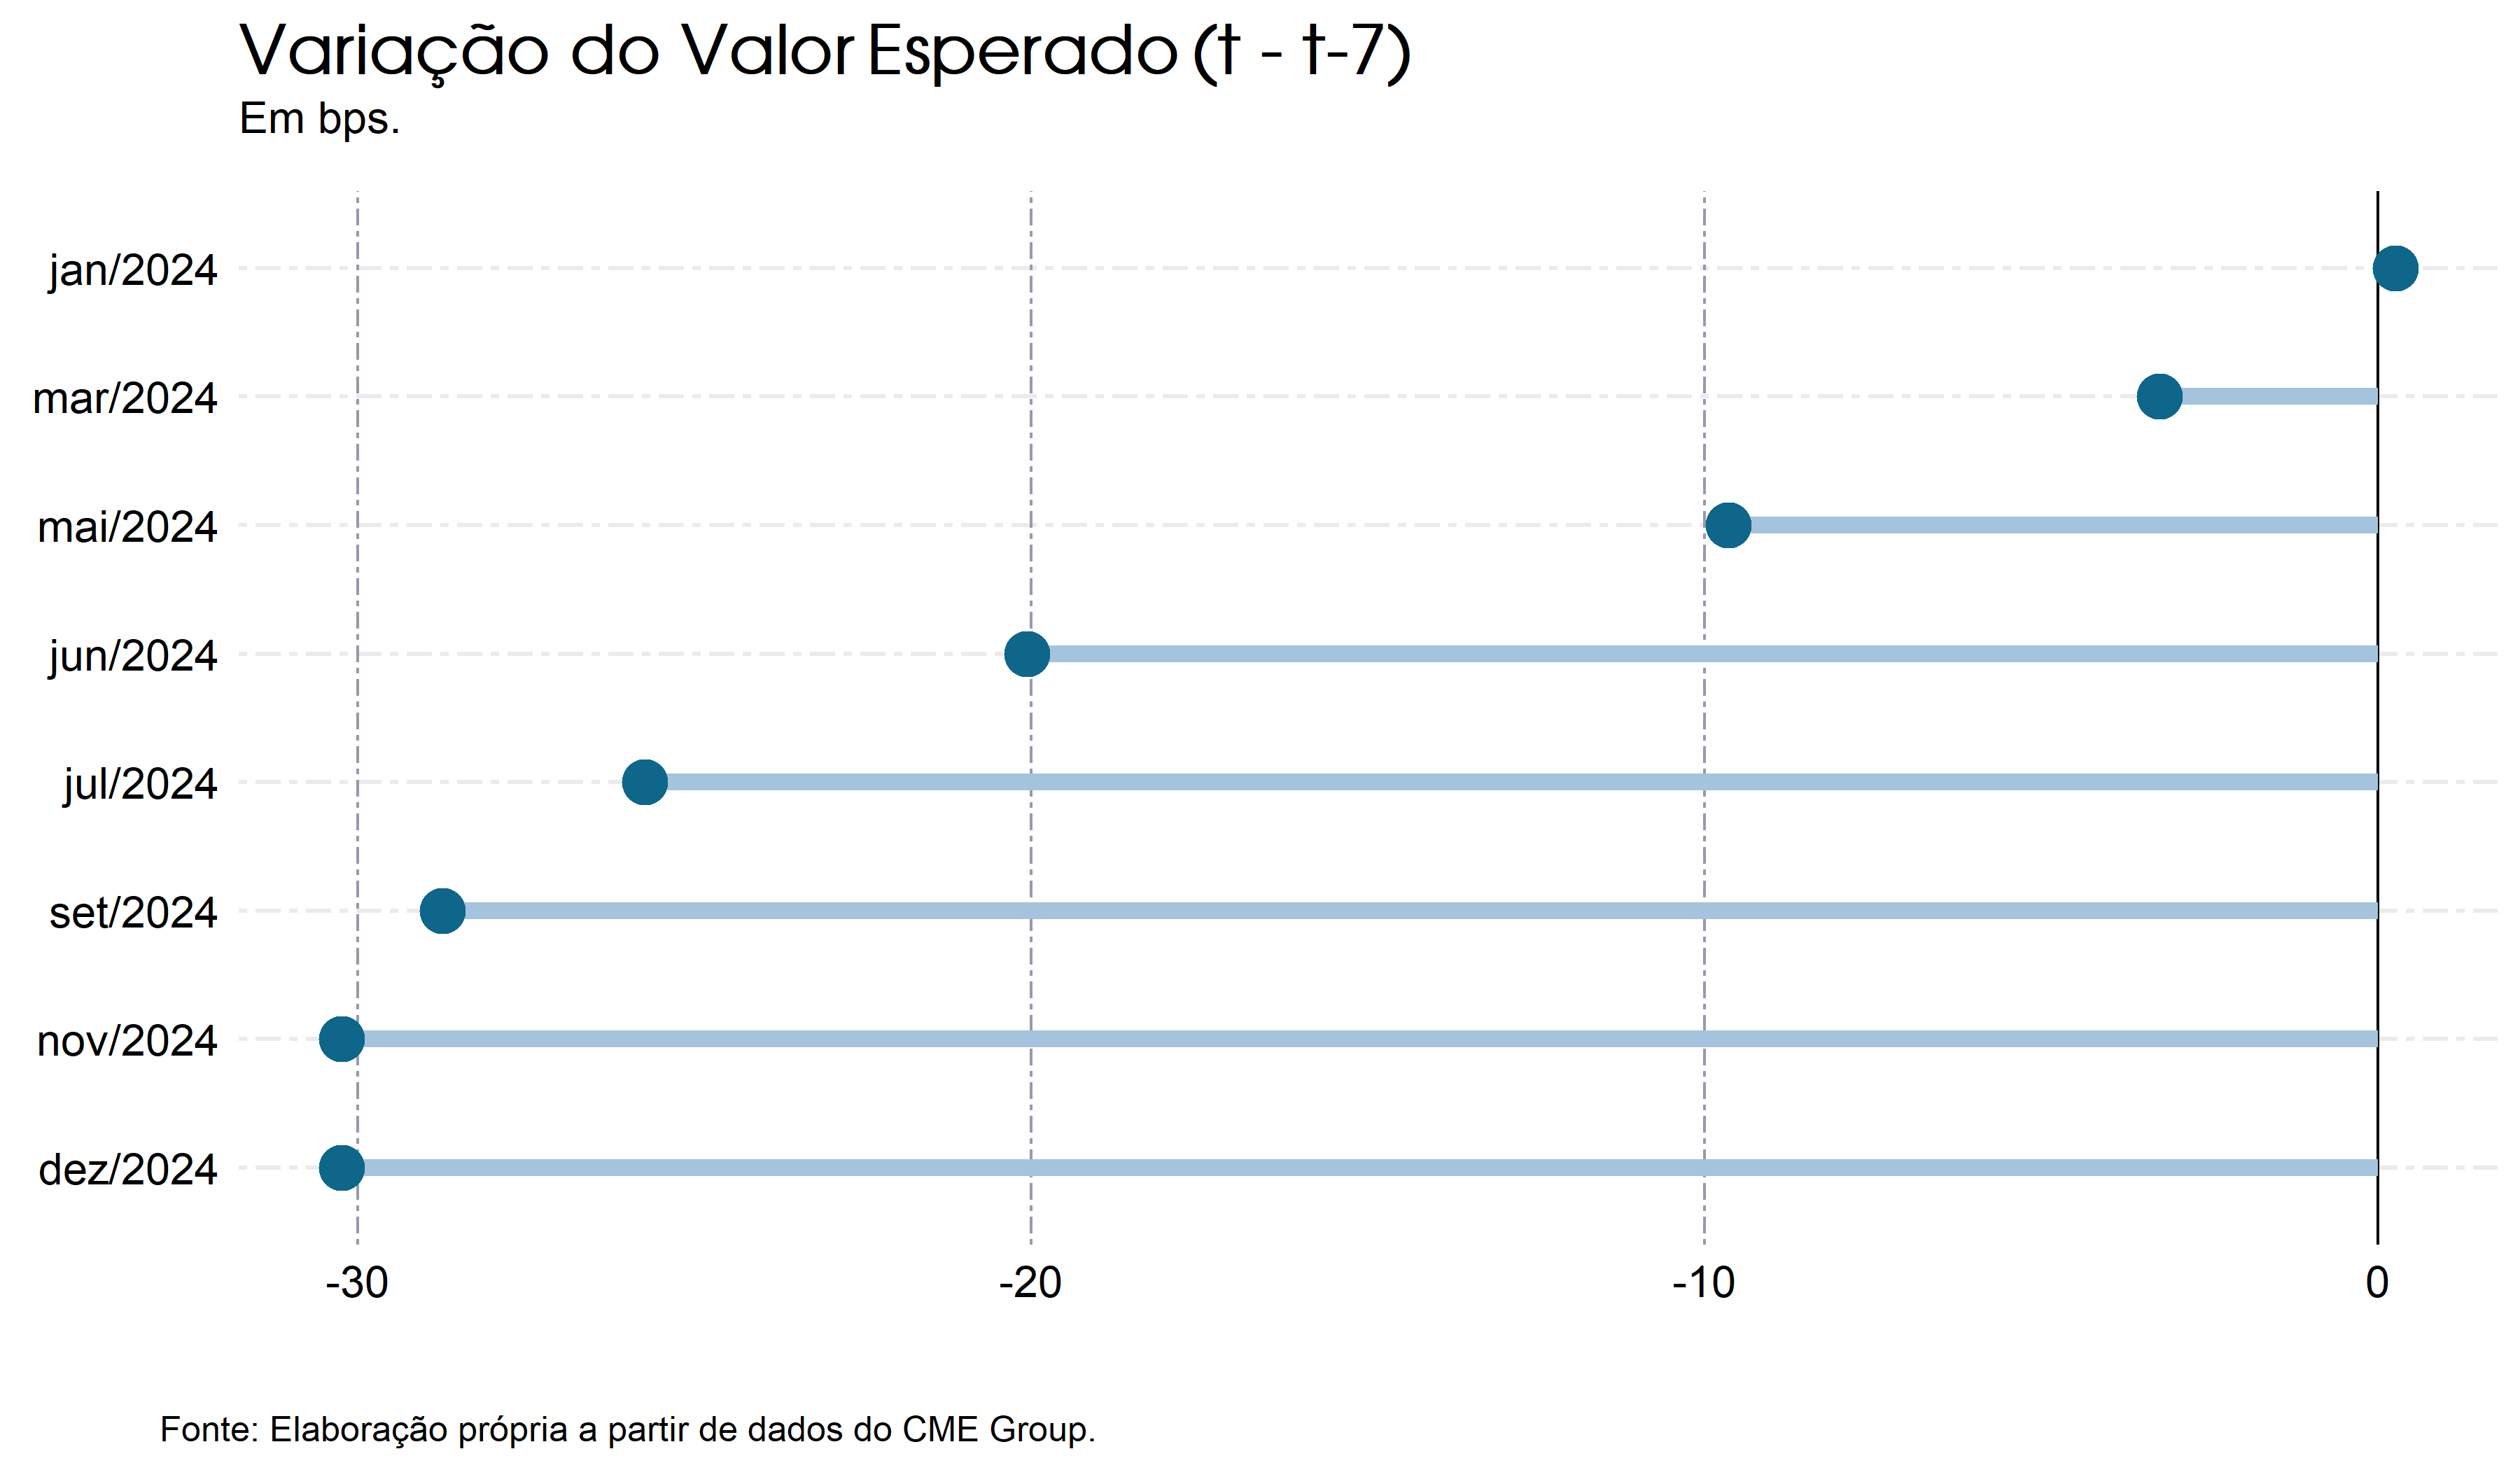 Variação do Valor Esperado (t - t-7)
Em bps.
jan/2024
mar/2024
mai/2024
jun/2024
jul/2024
set/2024
nov/2024
dez/2024
-30 -20 -10 0
Fonte: Elaboração própria a partir de dados do CME Group.